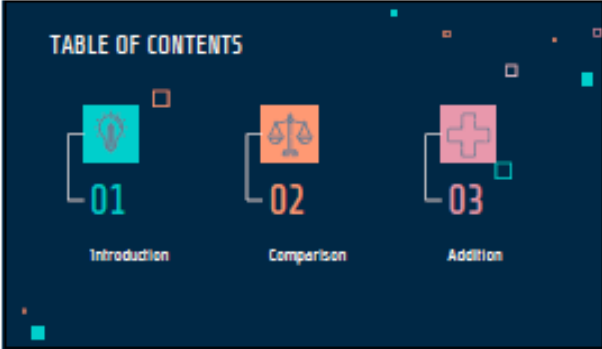 TABLE OF CONTENTS
01
02
03
Introduction
Comparison
Addition